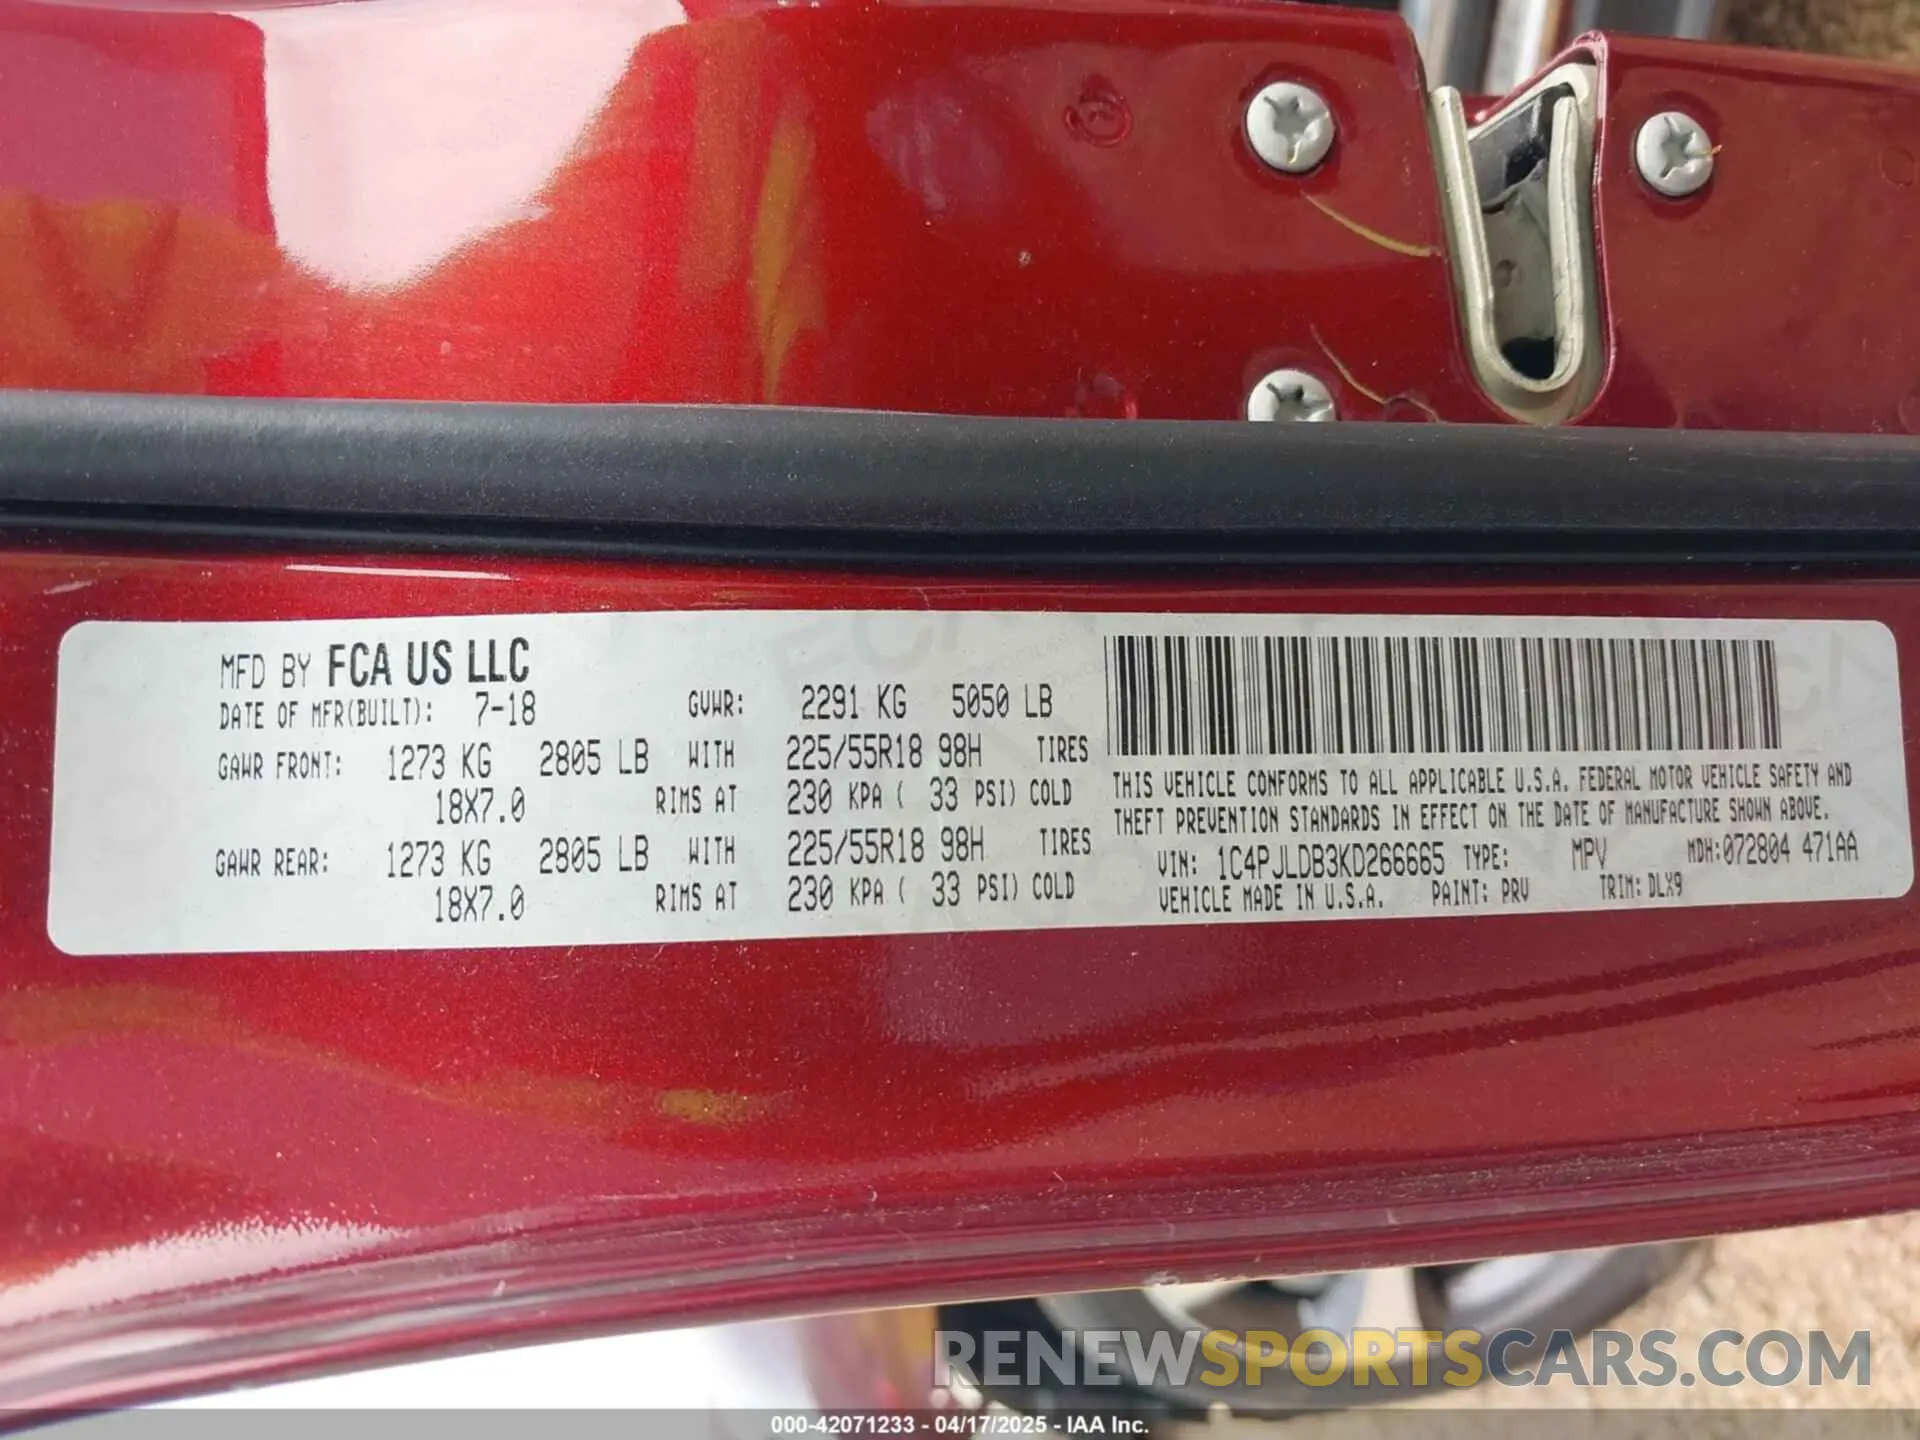 MFD BY FCA US LLC
DATE OF MFR(BUILT): 7-18 GVWR: 2291 KG 5050 LB
GAWR FRONT: 1273 KG 2805 LB WITH 225/55R18 98H TIRES
18X7.0 RIMS AT 230 KPA ( 33 PSI) COLD
GAWR REAR: 1273 KG 2805 LB WITH 225/55R18 98H TIRES
18X7.0 RIMS AT 230 KPA ( 33 PSI) COLD
THIS VEHICLE CONFORMS TO ALL APPLICABLE U.S.A. FEDERAL MOTOR VEHICLE SAFETY AND
THEFT PREVENTION STANDARDS IN EFFECT ON THE DATE OF MANUFACTURE SHOWN ABOVE.
VIN: 1C4PJLDB3KD266665 TYPE: MPV MDH:072804 471AA
VEHICLE MADE IN U.S.A. PAINT: PRV TRIM: DLX9
RENEWSPORTSCARS.COM
000-42071233 - 04/17/2025 - IAA Inc.